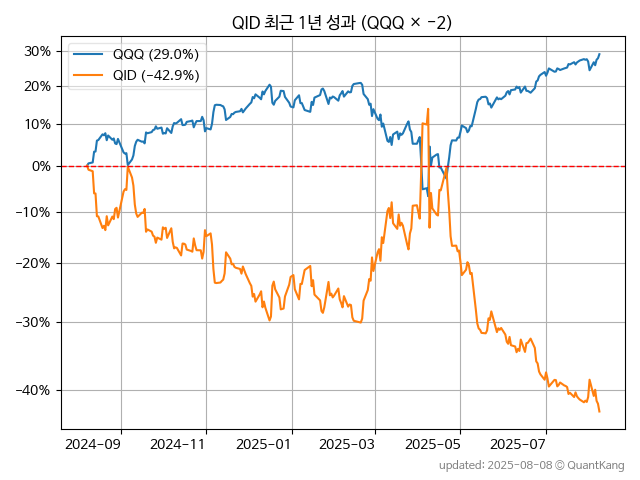 QID 최근 1년 성과 (QQQ × −2)
QQQ (29.0%)
QID (−42.9%)
30%
20%
10%
0%
−10%
−20%
−30%
−40%
2024-09 2024-11 2025-01 2025-03 2025-05 2025-07
updated: 2025-08-08 © QuantKang